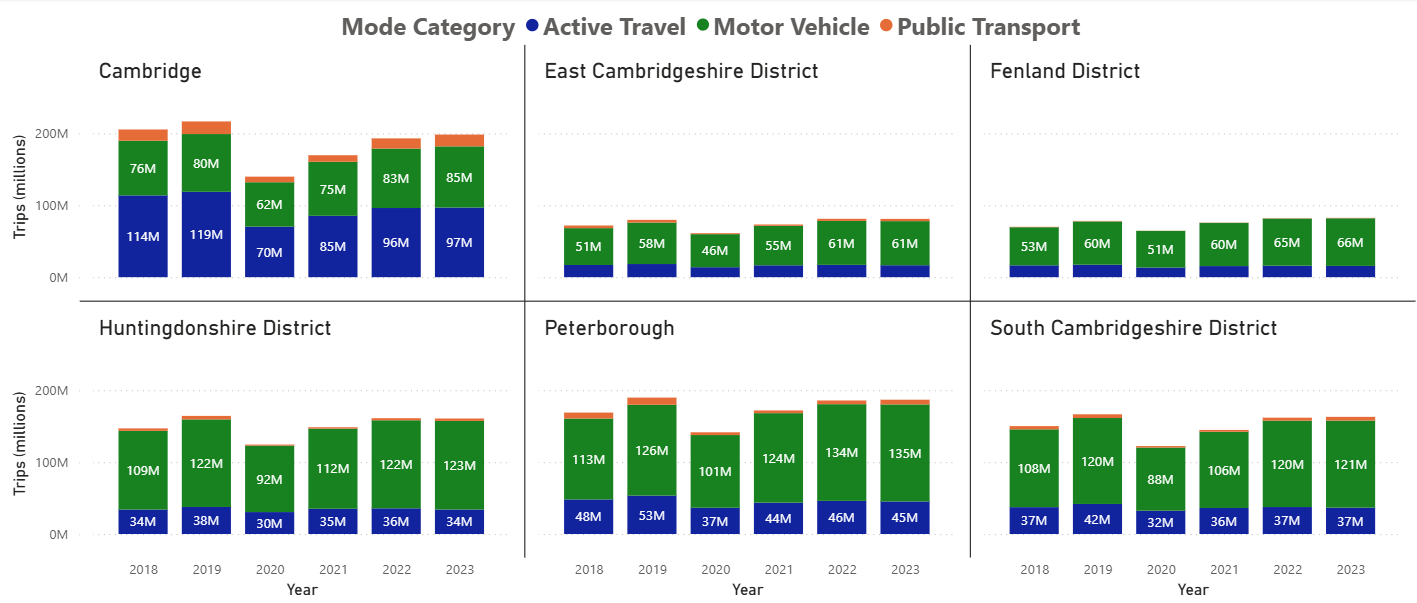 Mode Category Active Travel Motor Vehicle Public Transport
Cambridge
East Cambridgeshire District
Fenland District
Trips (millions)
200M
100M
0M
76M
80M
62M
75M
83M
85M
114M
119M
70M
85M
96M
97M
51M
58M
46M
55M
61M
61M
53M
60M
51M
60M
65M
66M
Huntingdonshire District
Peterborough
South Cambridgeshire District
Trips (millions)
200M
100M
0M
109M
122M
92M
112M
122M
123M
34M
38M
30M
35M
36M
34M
113M
126M
101M
124M
134M
135M
48M
53M
37M
44M
46M
45M
108M
120M
88M
106M
120M
121M
37M
42M
32M
36M
37M
37M
2018 2019 2020 2021 2022 2023
2018 2019 2020 2021 2022 2023
2018 2019 2020 2021 2022 2023
Year
Year
Year